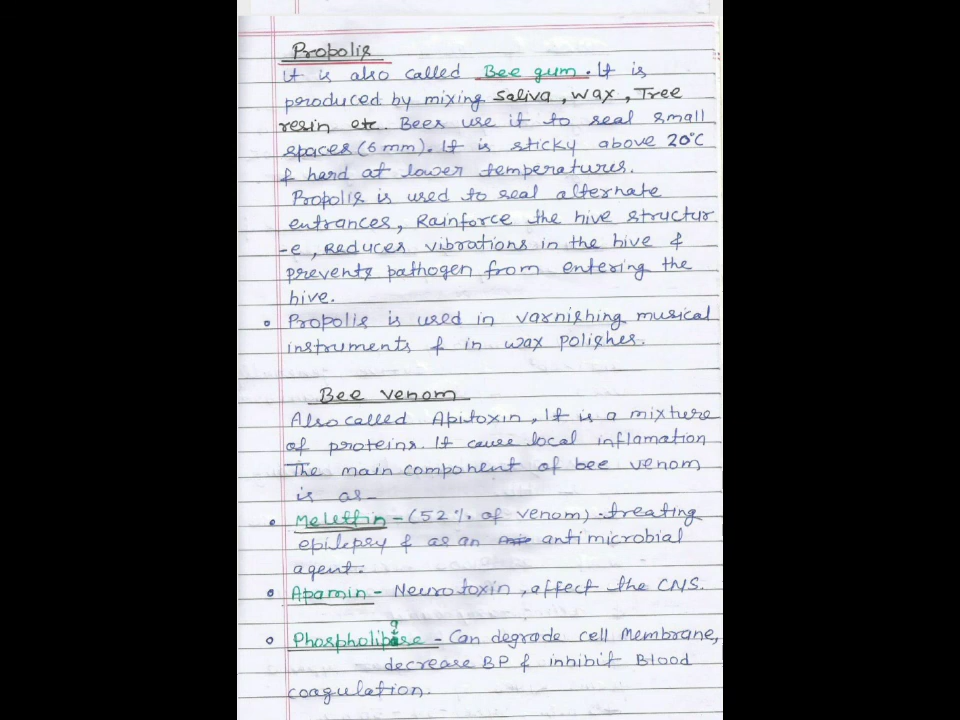 Propolis
It is also called Bee gum. It is
produced by mixing Saliva, wax, Tree
resin etc. Bees use it to seal small
spaces (6 mm). It is sticky above 20°C
& hard at lower temperatures.
Propolis is used to seal alternate
entrances, Rainforce the hive structur
-e, Reduces vibrations in the hive &
prevents pathogen from entering the
hive.
• Propolis is used in varnishing musical
instruments & in wax polishes.
Bee venom
Also called Apitoxin, It is a mixture
of proteins. It cause local inflamation
The main component of bee venom
is as-
• Melettin - (52% of venom) - treating
epilepsy & as an antimicrobial
agent.
• Apamin - Neurotoxin, affect the CNS.
• Phospholipase - Can degrade cell Membrane,
decrease BP & inhibit Blood
coagulation.